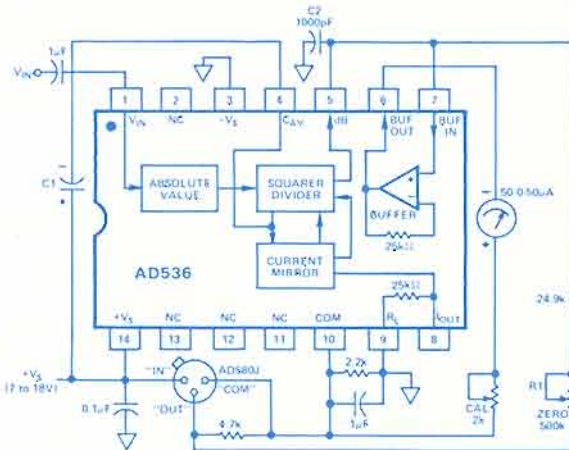 C2
1000pF
1µF
VIN
1
2
3
4
5
6
7
VIN
NC
-VS
CAV
dB
BUF
OUT
BUF
IN
ABSOLUTE
VALUE
SQUARER
DIVIDER
BUFFER
25kΩ
C1
50-0-50µA
CURRENT
MIRROR
AD536
25kΩ
24.9k
+VS
NC
NC
NC
COM
RL
IOUT
14
13
12
11
10
9
8
+VS
(7 to 18V)
"IN"
AD580J
"COM"
2.2k
"OUT"
0.1µF
4.7k
1µF
CAL
2k
R1
ZERO
500k